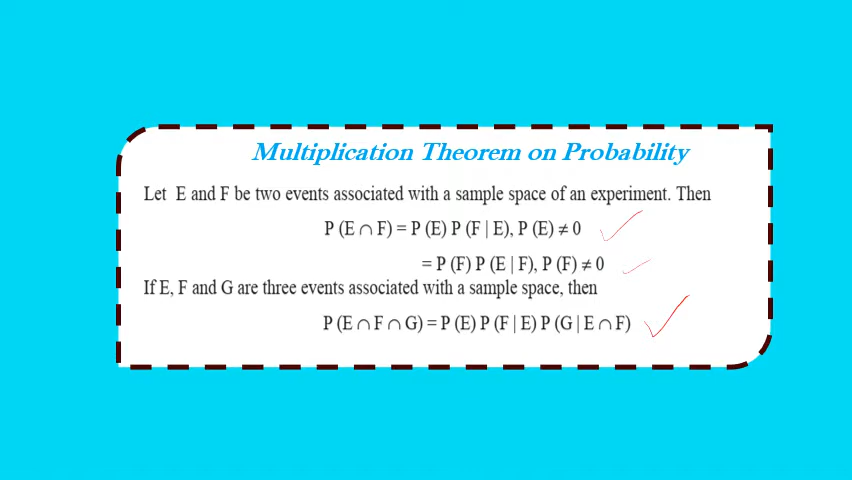 Multiplication Theorem on Probability
Let E and F be two events associated with a sample space of an experiment. Then
P (E ∩ F) = P (E) P (F | E), P (E) ≠ 0
= P (F) P (E | F), P (F) ≠ 0
If E, F and G are three events associated with a sample space, then
P (E ∩ F ∩ G) = P (E) P (F | E) P (G | E ∩ F)